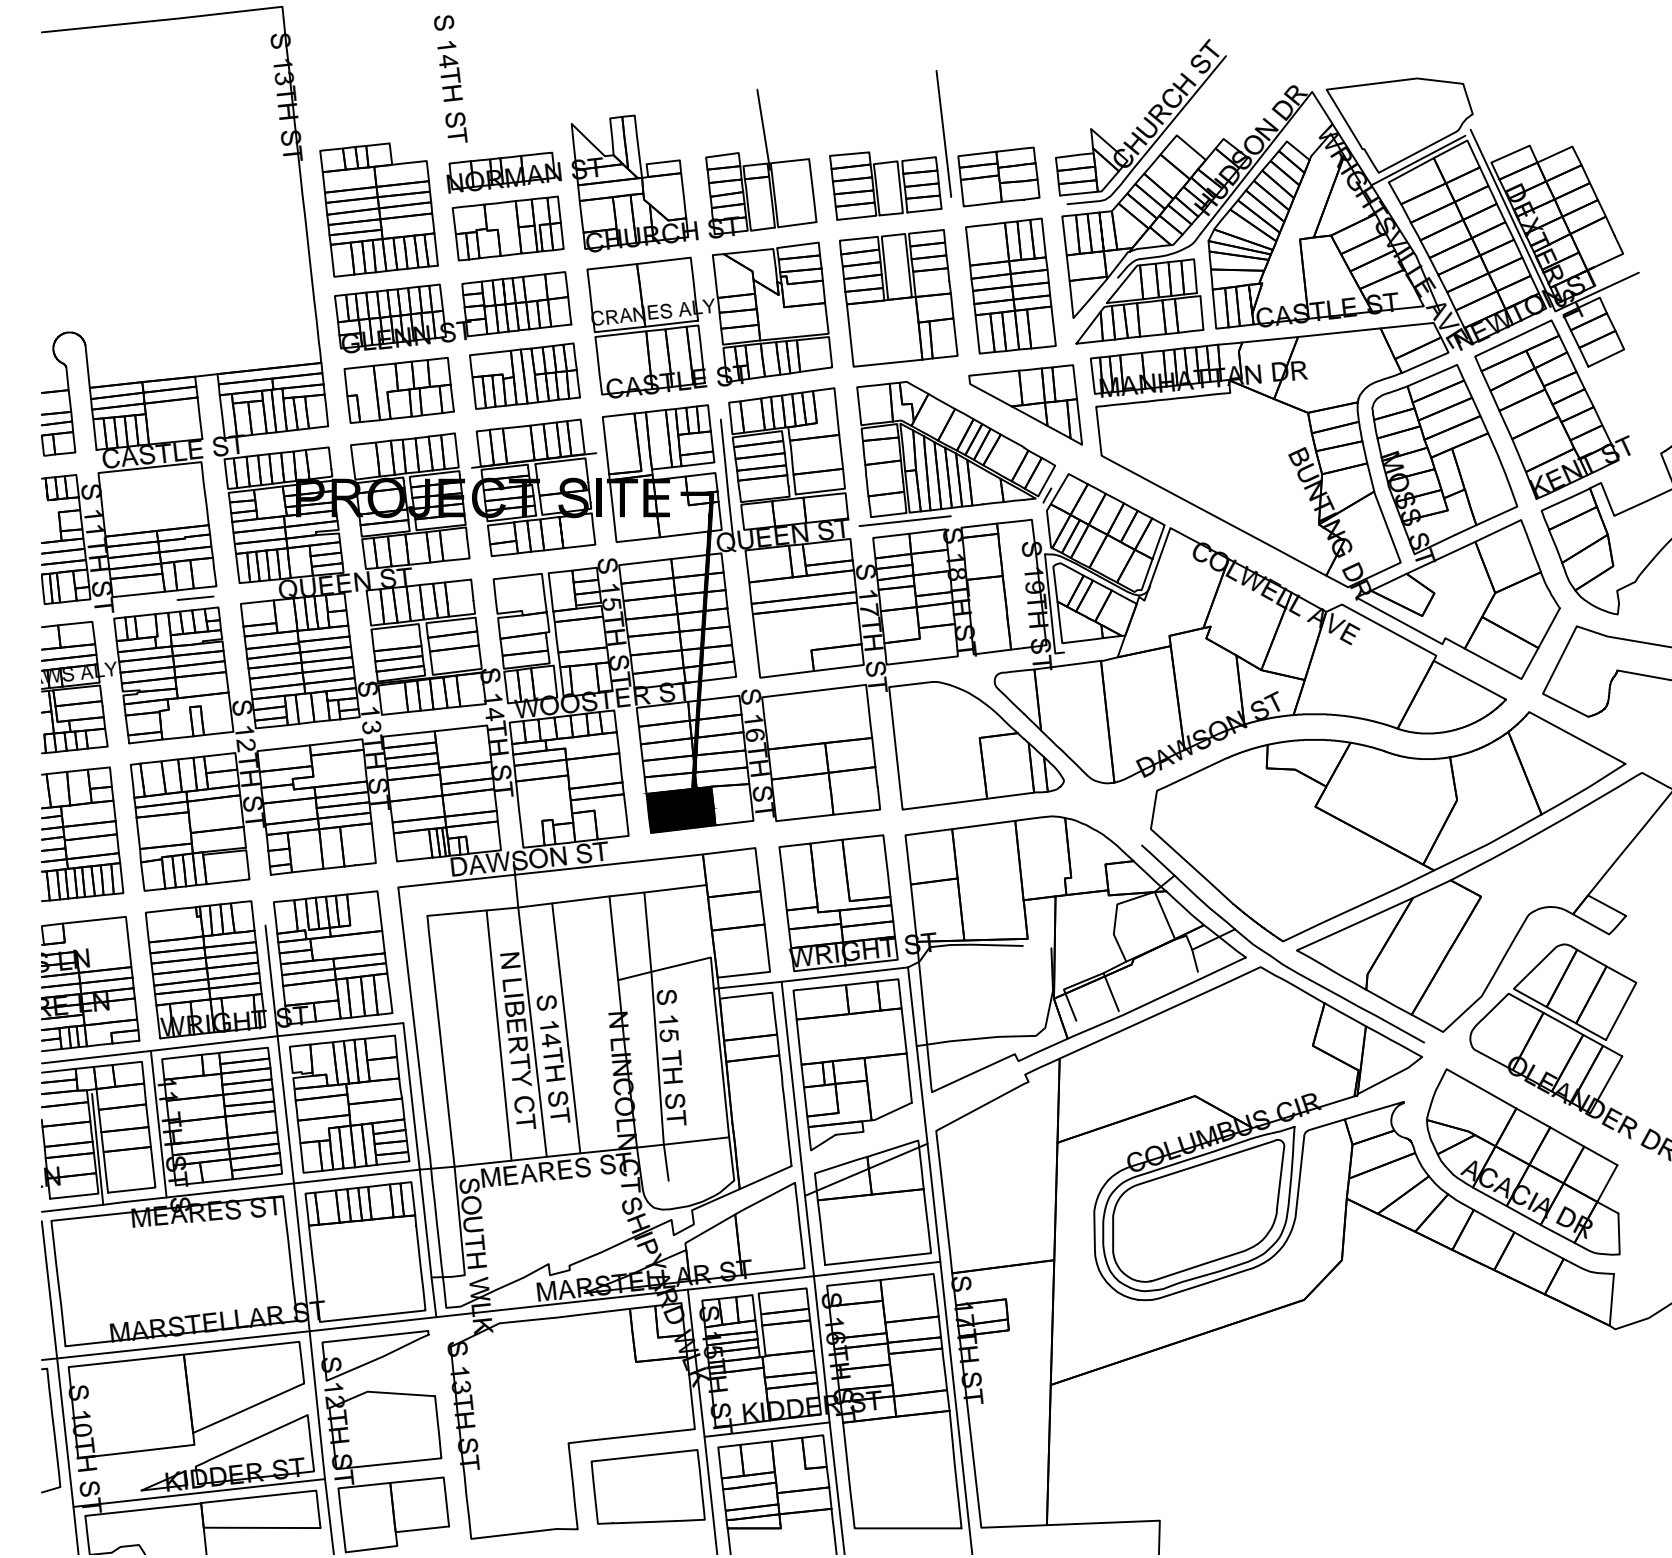 S 13TH ST
S 14TH ST
CHURCH ST
HUDSON DR
WRIGHTSVILLE AVE
DEXTER ST
NORMAN ST
CHURCH ST
CRANES ALY
GLENN ST
CASTLE ST
NEWTON S
CASTLE ST
MANHATTAN DR
CASTLE ST
BUNTING DR
MOSS ST
KENT ST
PROJECT SITE
S 11TH ST
QUEEN ST
S 18TH ST
S 19TH ST
COLWELL AVE
QUEEN ST
S 15TH ST
S 17TH ST
WS ALY
S 12TH ST
S 13TH ST
S 14TH ST
WOOSTER ST
S 16TH ST
DAWSON ST
DAWSON ST
S LN
WRIGHT ST
RE LN
WRIGHT ST
N LIBERTY CT
S 14TH ST
N LINCOLN CT
S 15 TH ST
11TH ST S
OLEANDER DR
COLUMBUS CIR
ACACIA DR
N
MEARES ST
MEARES ST
SOUTH WLK
SHIPYARD WLK
MARSTELLAR ST
MARSTELLAR ST
S 15TH ST
S 16TH ST
S 17TH ST
S 10TH ST
S 12TH ST
S 13TH ST
KIDDER ST
KIDDER ST